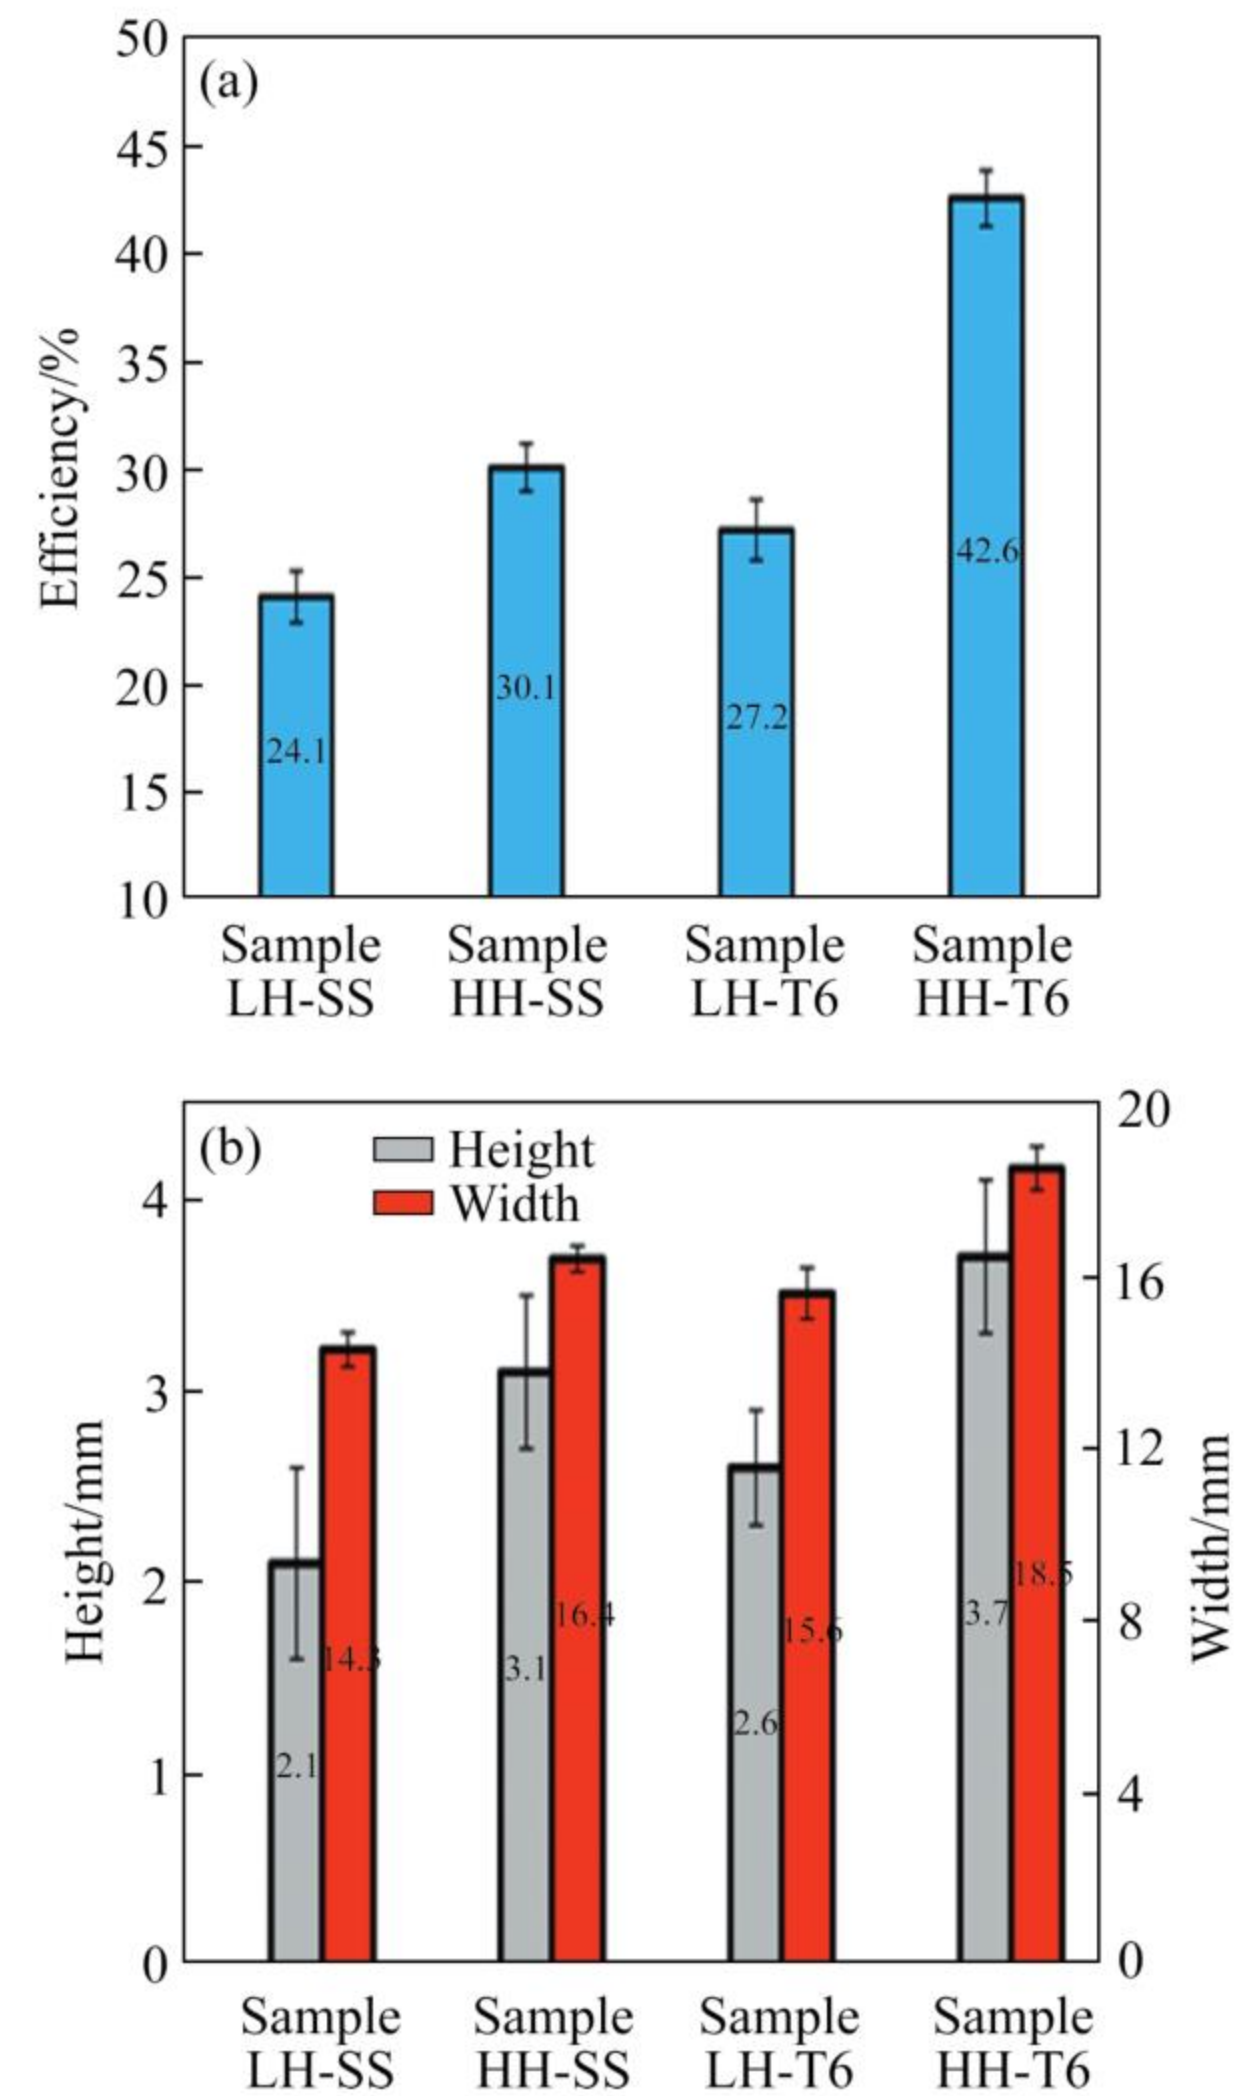 50
(a)
45
40
35
30
25
20
15
10
Efficiency/%
24.1
30.1
27.2
42.6
Sample Sample Sample Sample
LH-SS HH-SS LH-T6 HH-T6
(b)
Height
Width
4
3
2
1
0
Height/mm
20
16
12
8
4
0
Width/mm
2.1
14.3
3.1
16.4
2.6
15.6
3.7
18.5
Sample Sample Sample Sample
LH-SS HH-SS LH-T6 HH-T6